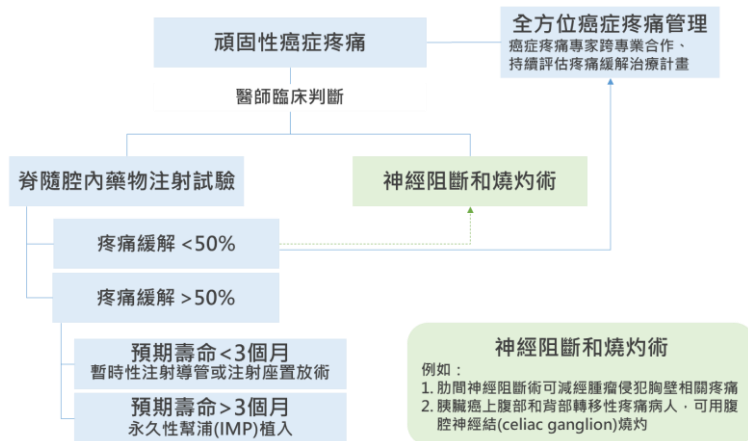 頑固性癌症疼痛
全方位癌症疼痛管理
癌症疼痛專家跨專業合作、
持續評估疼痛緩解治療計畫
醫師臨床判斷
脊隨腔內藥物注射試驗
神經阻斷和燒灼術
疼痛緩解 <50%
疼痛緩解 >50%
預期壽命<3個月
暫時性注射導管或注射座置放術
預期壽命>3個月
永久性幫浦(IMP)植入
神經阻斷和燒灼術
例如：
1. 肋間神經阻斷術可減經腫瘤侵犯胸壁相關疼痛
2. 胰臟癌上腹部和背部轉移性疼痛病人，可用腹
腔神經結(celiac ganglion)燒灼